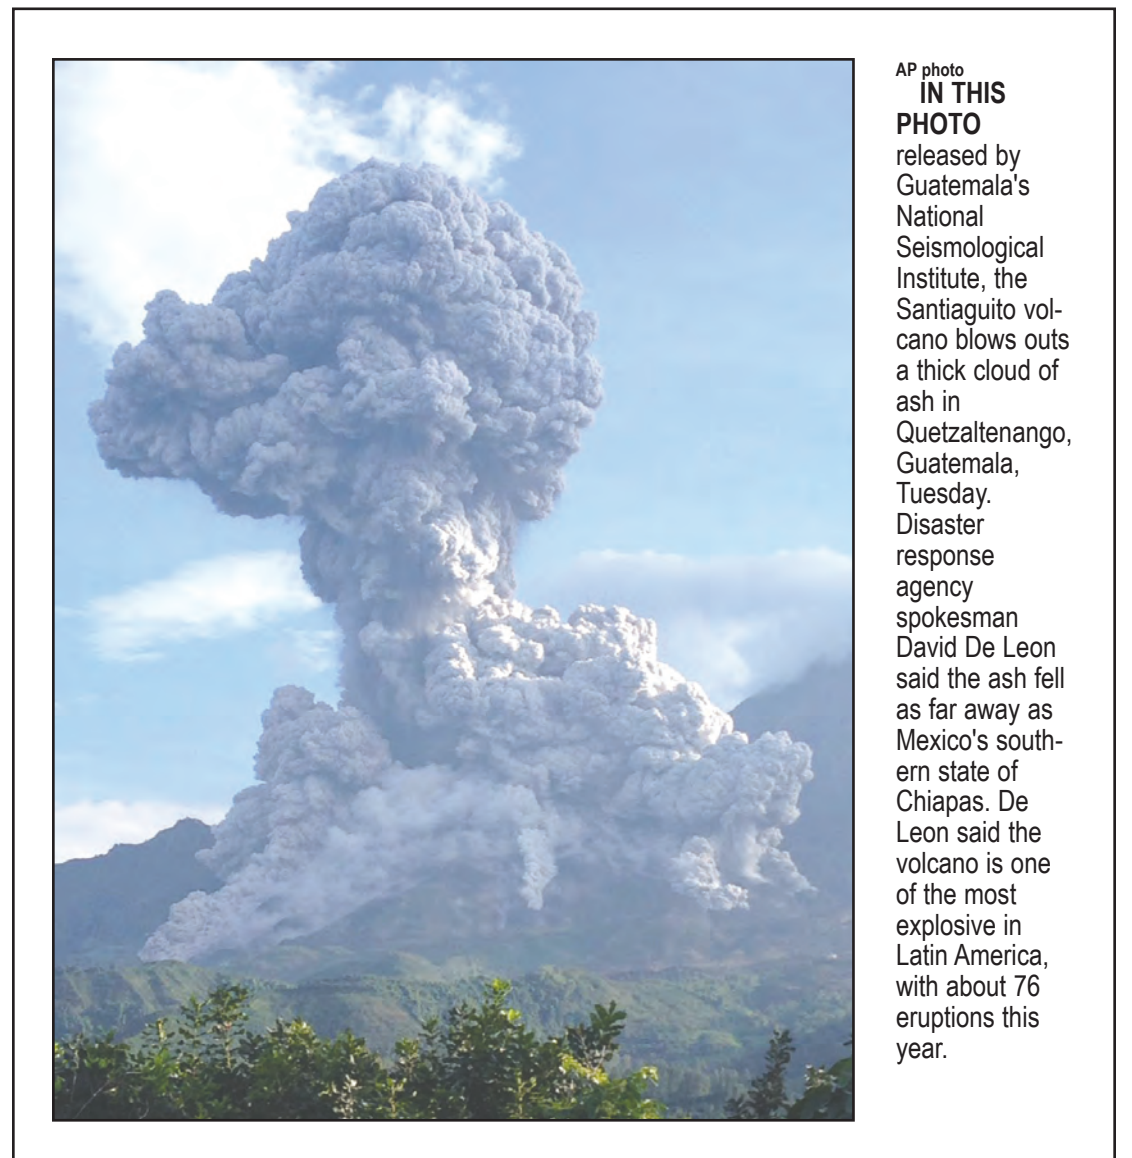 AP photo
IN THIS
PHOTO
released by
Guatemala's
National
Seismological
Institute, the
Santiaguito vol-
cano blows outs
a thick cloud of
ash in
Quetzaltenango,
Guatemala,
Tuesday.
Disaster
response
agency
spokesman
David De Leon
said the ash fell
as far away as
Mexico's south-
ern state of
Chiapas. De
Leon said the
volcano is one
of the most
explosive in
Latin America,
with about 76
eruptions this
year.